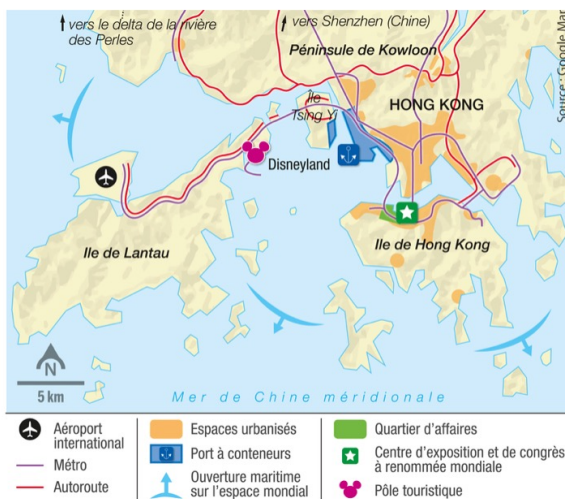 vers le delta de la rivière
des Perles
vers Shenzhen (Chine)
Péninsule de Kowloon
Source : Google Map
Île
Tsing Yi
HONG KONG
Disneyland
Ile de Lantau
Ile de Hong Kong
N
5 km
Mer de Chine méridionale
Aéroport
international
Métro
Autoroute
Espaces urbanisés
Port à conteneurs
Ouverture maritime
sur l'espace mondial
Quartier d'affaires
Centre d'exposition et de congrès
à renommée mondiale
Pôle touristique